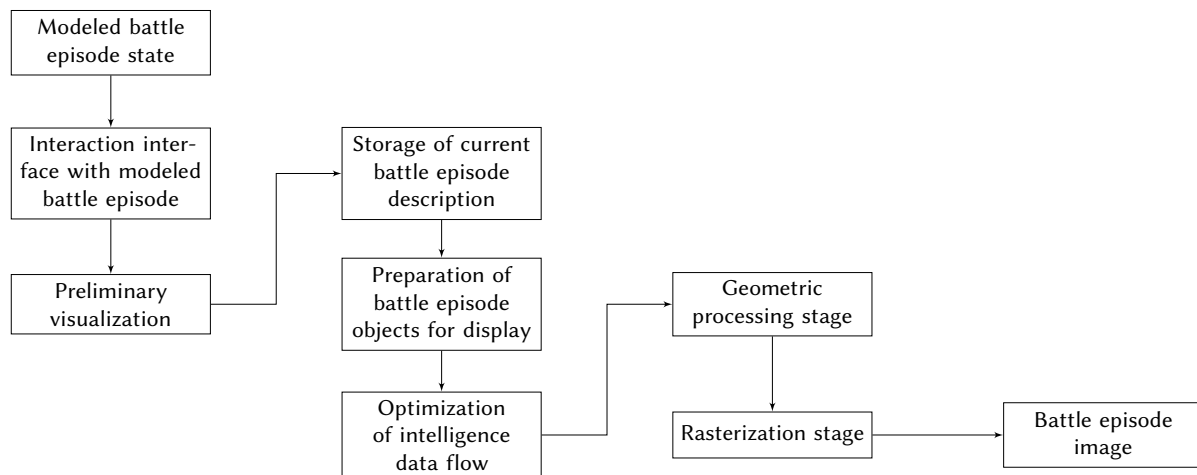 Modeled battle
episode state
Interaction inter-
face with modeled
battle episode
Preliminary
visualization
Storage of current
battle episode
description
Preparation of
battle episode
objects for display
Optimization
of intelligence
data flow
Geometric
processing stage
Rasterization stage
Battle episode
image